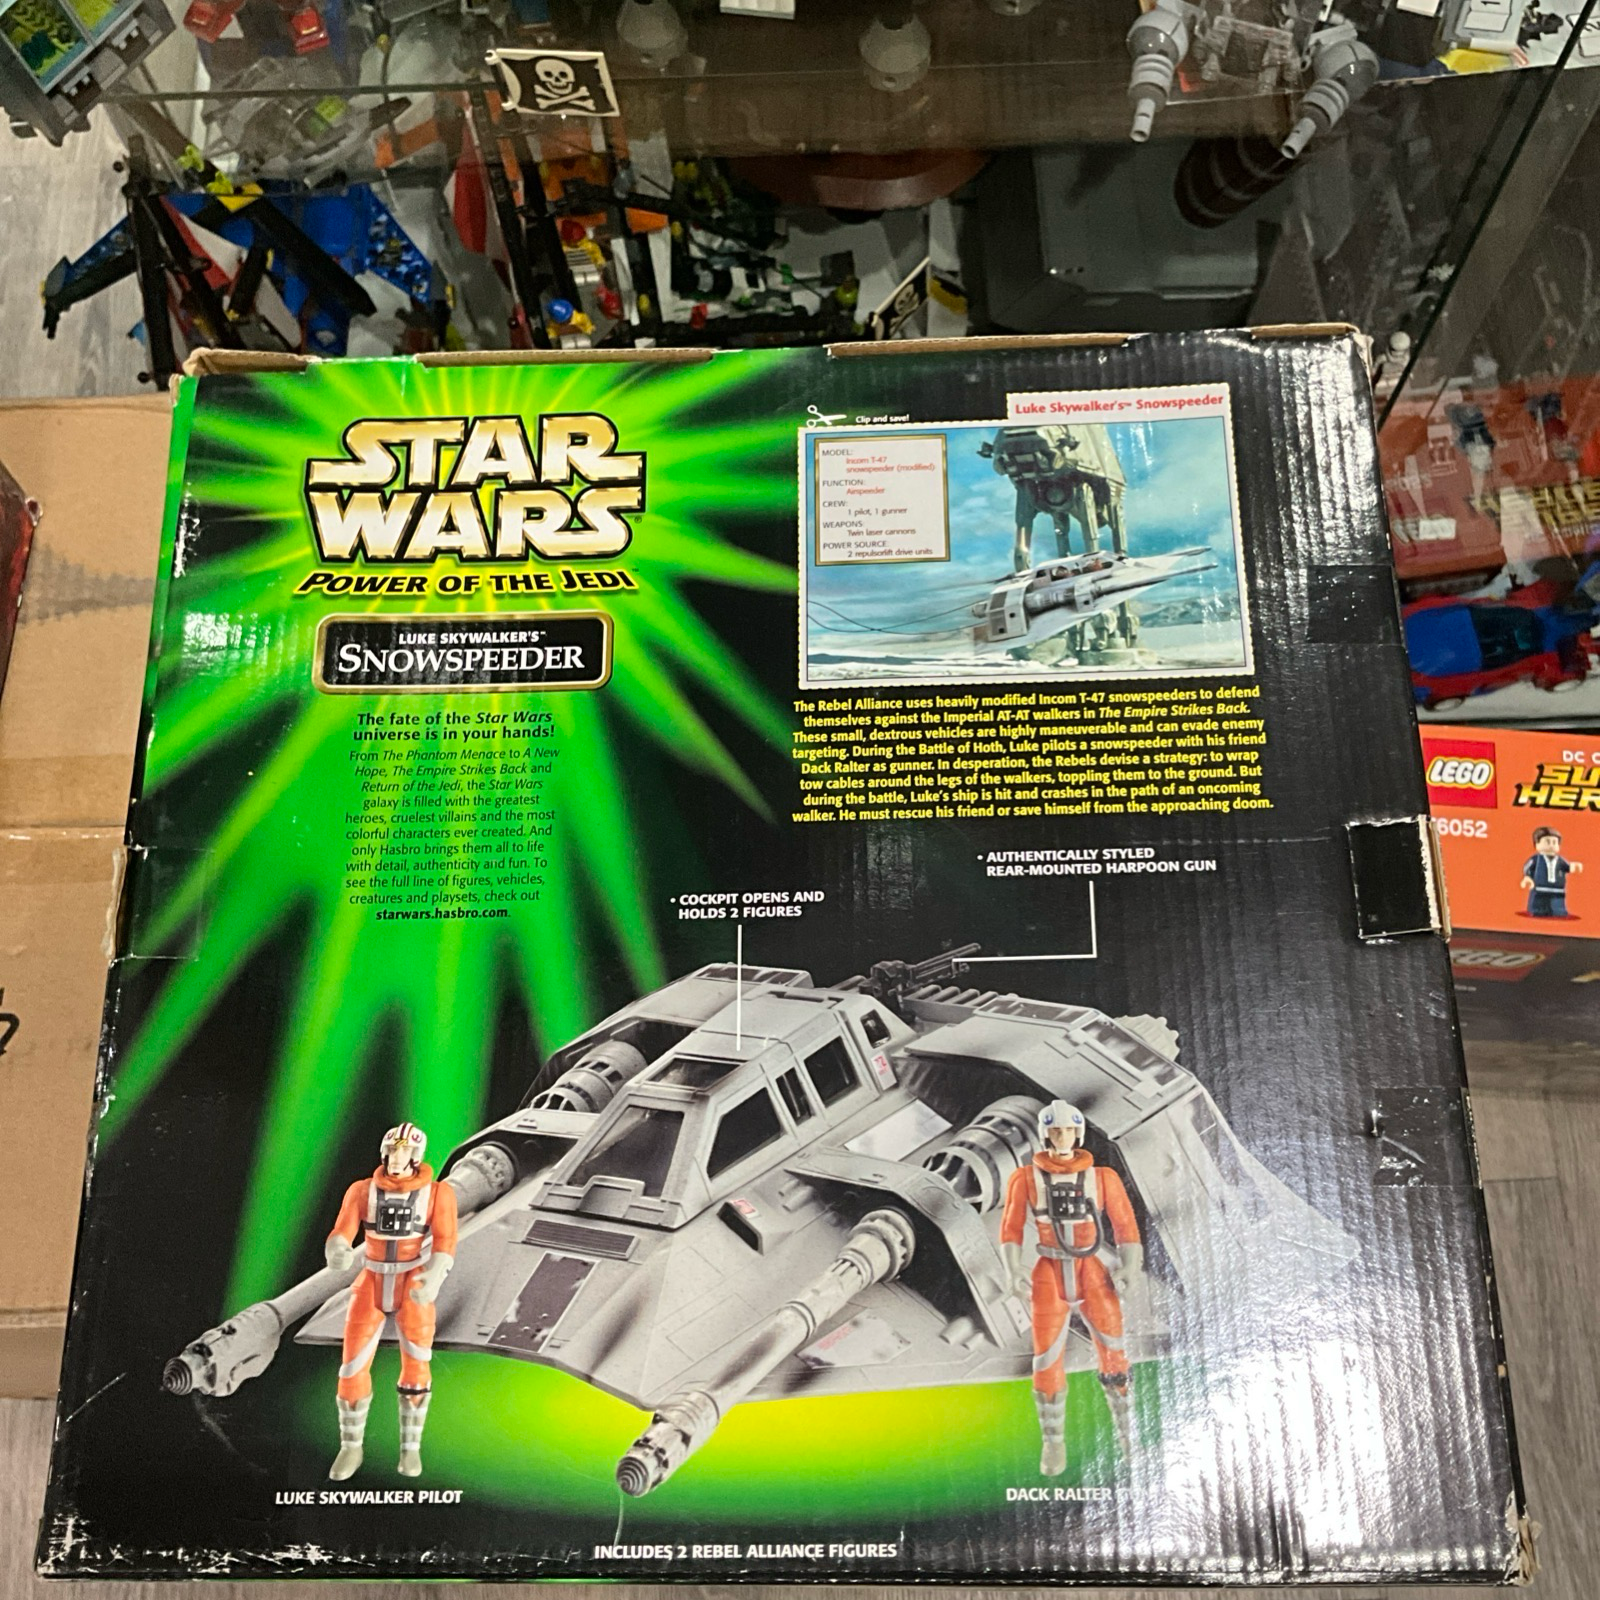 STAR
WARS
POWER OF THE JEDI
LUKE SKYWALKER'S™
SNOWSPEEDER
The fate of the Star Wars
universe is in your hands!
From The Phantom Menace to A New
Hope, The Empire Strikes Back and
Return of the Jedi, the Star Wars
galaxy is filled with the greatest
heroes, cruelest villains and the most
colorful characters ever created. And
only Hasbro brings them all to life
with detail, authenticity and fun. To
see the full line of figures, vehicles,
creatures and playsets, check out
starwars.hasbro.com.
Clip and save!
Luke Skywalker's™ Snowspeeder
MODEL:
Incom T-47
snowspeeder (modified)
FUNCTION:
Airspeeder
CREW:
1 pilot, 1 gunner
WEAPONS:
Twin laser cannons
POWER SOURCE:
2 repulsorlift drive units
The Rebel Alliance uses heavily modified Incom T-47 snowspeeders to defend
themselves against the Imperial AT-AT walkers in The Empire Strikes Back.
These small, dextrous vehicles are highly maneuverable and can evade enemy
targeting. During the Battle of Hoth, Luke pilots a snowspeeder with his friend
Dack Ralter as gunner. In desperation, the Rebels devise a strategy: to wrap
tow cables around the legs of the walkers, toppling them to the ground. But
during the battle, Luke's ship is hit and crashes in the path of an oncoming
walker. He must rescue his friend or save himself from the approaching doom.
• COCKPIT OPENS AND
HOLDS 2 FIGURES
• AUTHENTICALLY STYLED
REAR-MOUNTED HARPOON GUN
LUKE SKYWALKER PILOT
DACK RALTER
INCLUDES 2 REBEL ALLIANCE FIGURES
LEGO
DC
6052